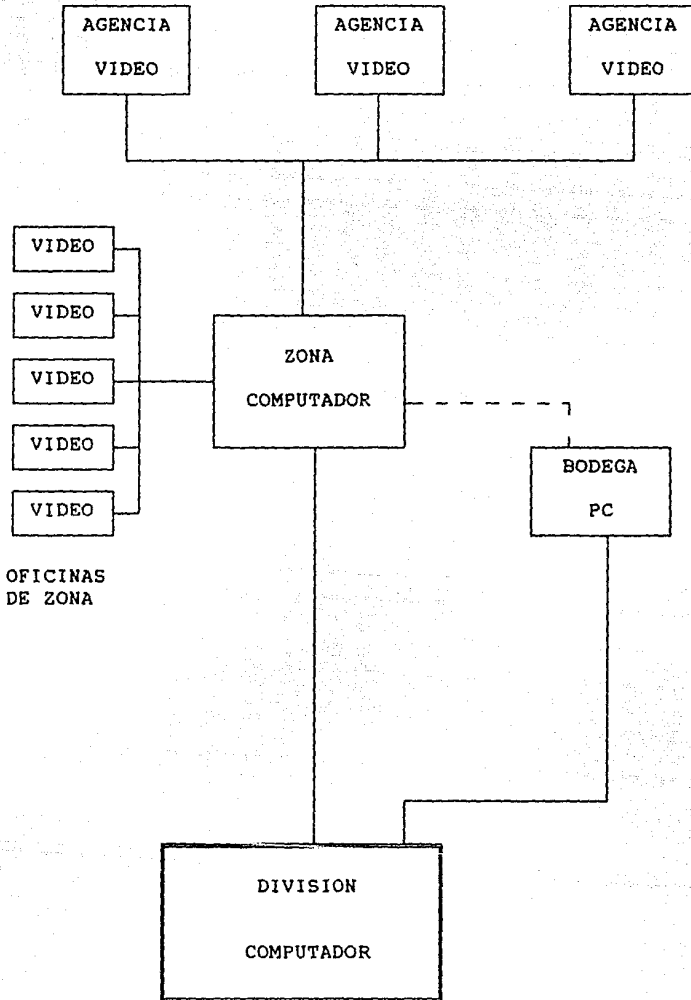 AGENCIA
VIDEO
AGENCIA
VIDEO
AGENCIA
VIDEO
VIDEO
VIDEO
VIDEO
VIDEO
VIDEO
OFICINAS
DE ZONA
ZONA
COMPUTADOR
BODEGA
PC
DIVISION
COMPUTADOR